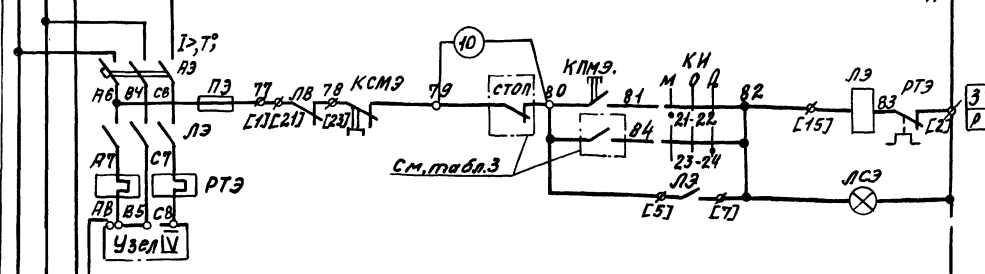 I>,T°
АЭ
А6 В4 С6
ПЭ 77 [1] [21] ЛВ 78 [23] КСМЭ 79
10
СТОП
80 КПМЭ. 81
КИ
М О Д
21-22
82
[15] ЛЭ 83 РТЭ [2]
3
Р
84
23-24
См, табл.3
[5] ЛЭ [7]
ЛСЭ
ЛЭ
А7 С7
РТЭ
А8 В5 С8
Узел IV